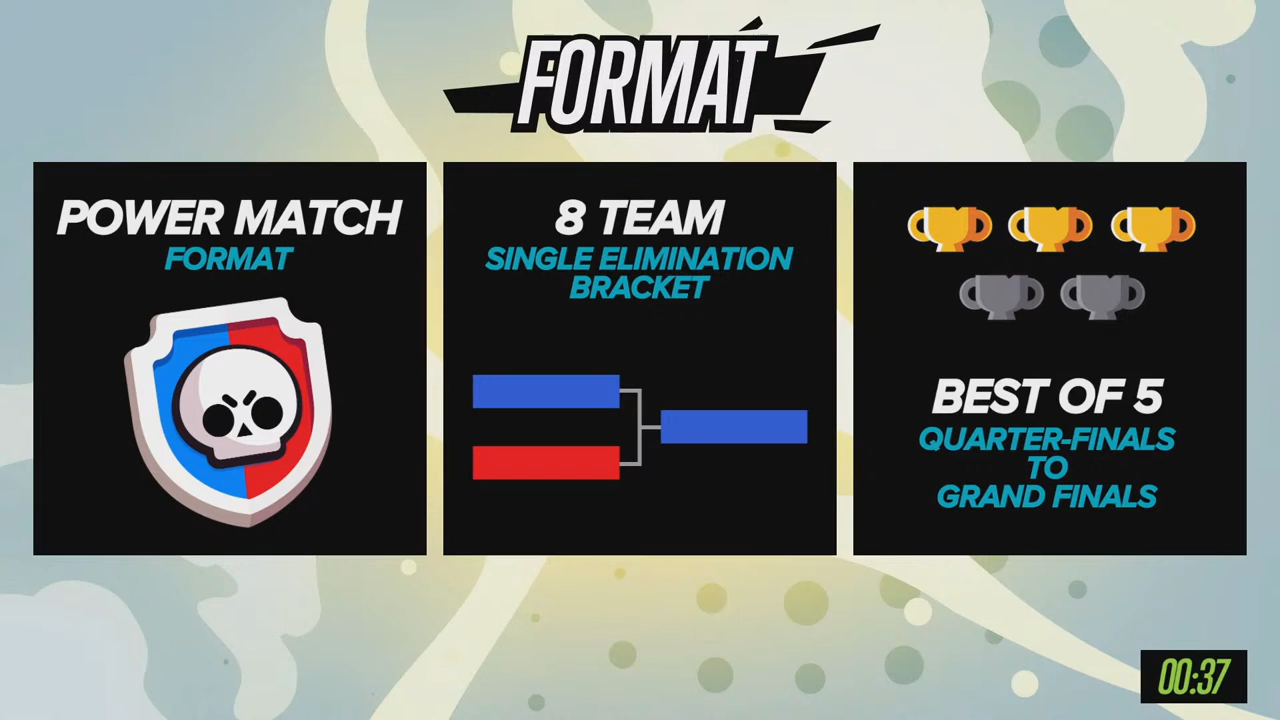 FORMAT
POWER MATCH
FORMAT
8 TEAM
SINGLE ELIMINATION
BRACKET
BEST OF 5
QUARTER-FINALS
TO
GRAND FINALS
00:37